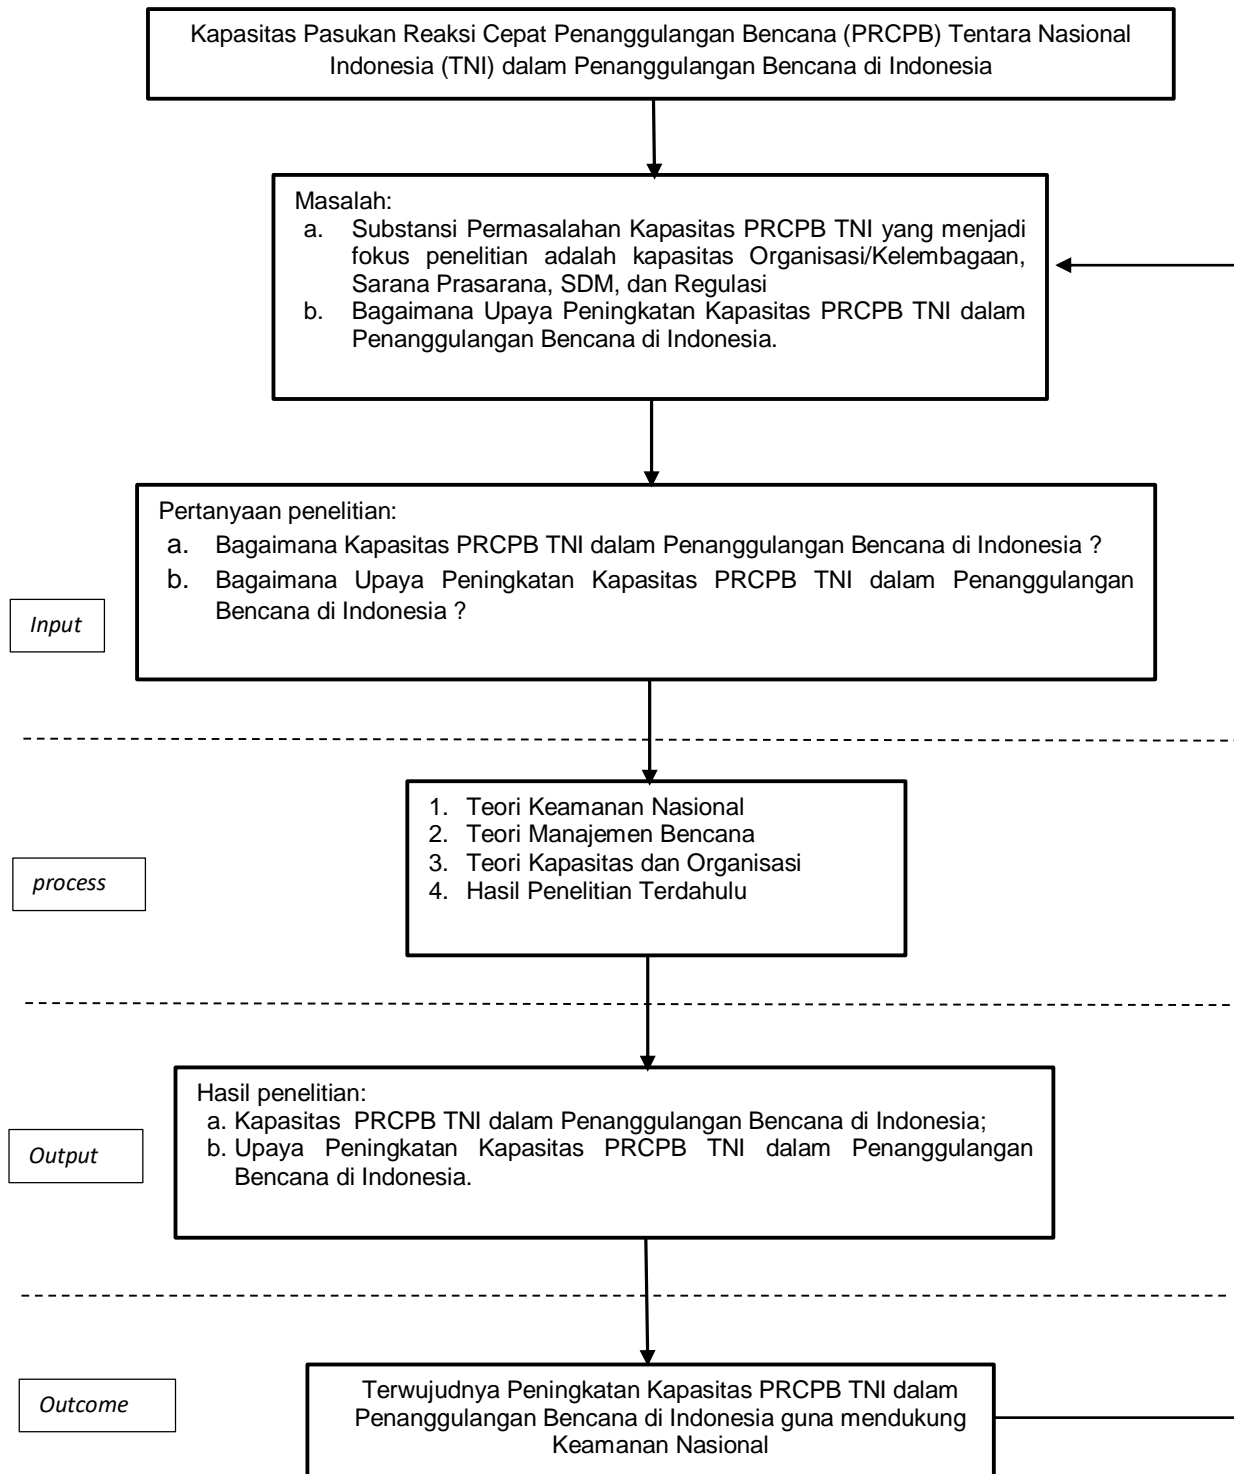 Kapasitas Pasukan Reaksi Cepat Penanggulangan Bencana (PRCPB) Tentara Nasional
Indonesia (TNI) dalam Penanggulangan Bencana di Indonesia
Masalah:
a. Substansi Permasalahan Kapasitas PRCPB TNI yang menjadi
fokus penelitian adalah kapasitas Organisasi/Kelembagaan,
Sarana Prasarana, SDM, dan Regulasi
b. Bagaimana Upaya Peningkatan Kapasitas PRCPB TNI dalam
Penanggulangan Bencana di Indonesia.
Pertanyaan penelitian:
a. Bagaimana Kapasitas PRCPB TNI dalam Penanggulangan Bencana di Indonesia ?
b. Bagaimana Upaya Peningkatan Kapasitas PRCPB TNI dalam Penanggulangan
Bencana di Indonesia ?
Input
1. Teori Keamanan Nasional
2. Teori Manajemen Bencana
3. Teori Kapasitas dan Organisasi
4. Hasil Penelitian Terdahulu
process
Hasil penelitian:
a. Kapasitas PRCPB TNI dalam Penanggulangan Bencana di Indonesia;
b. Upaya Peningkatan Kapasitas PRCPB TNI dalam Penanggulangan
Bencana di Indonesia.
Output
Terwujudnya Peningkatan Kapasitas PRCPB TNI dalam
Penanggulangan Bencana di Indonesia guna mendukung
Keamanan Nasional
Outcome